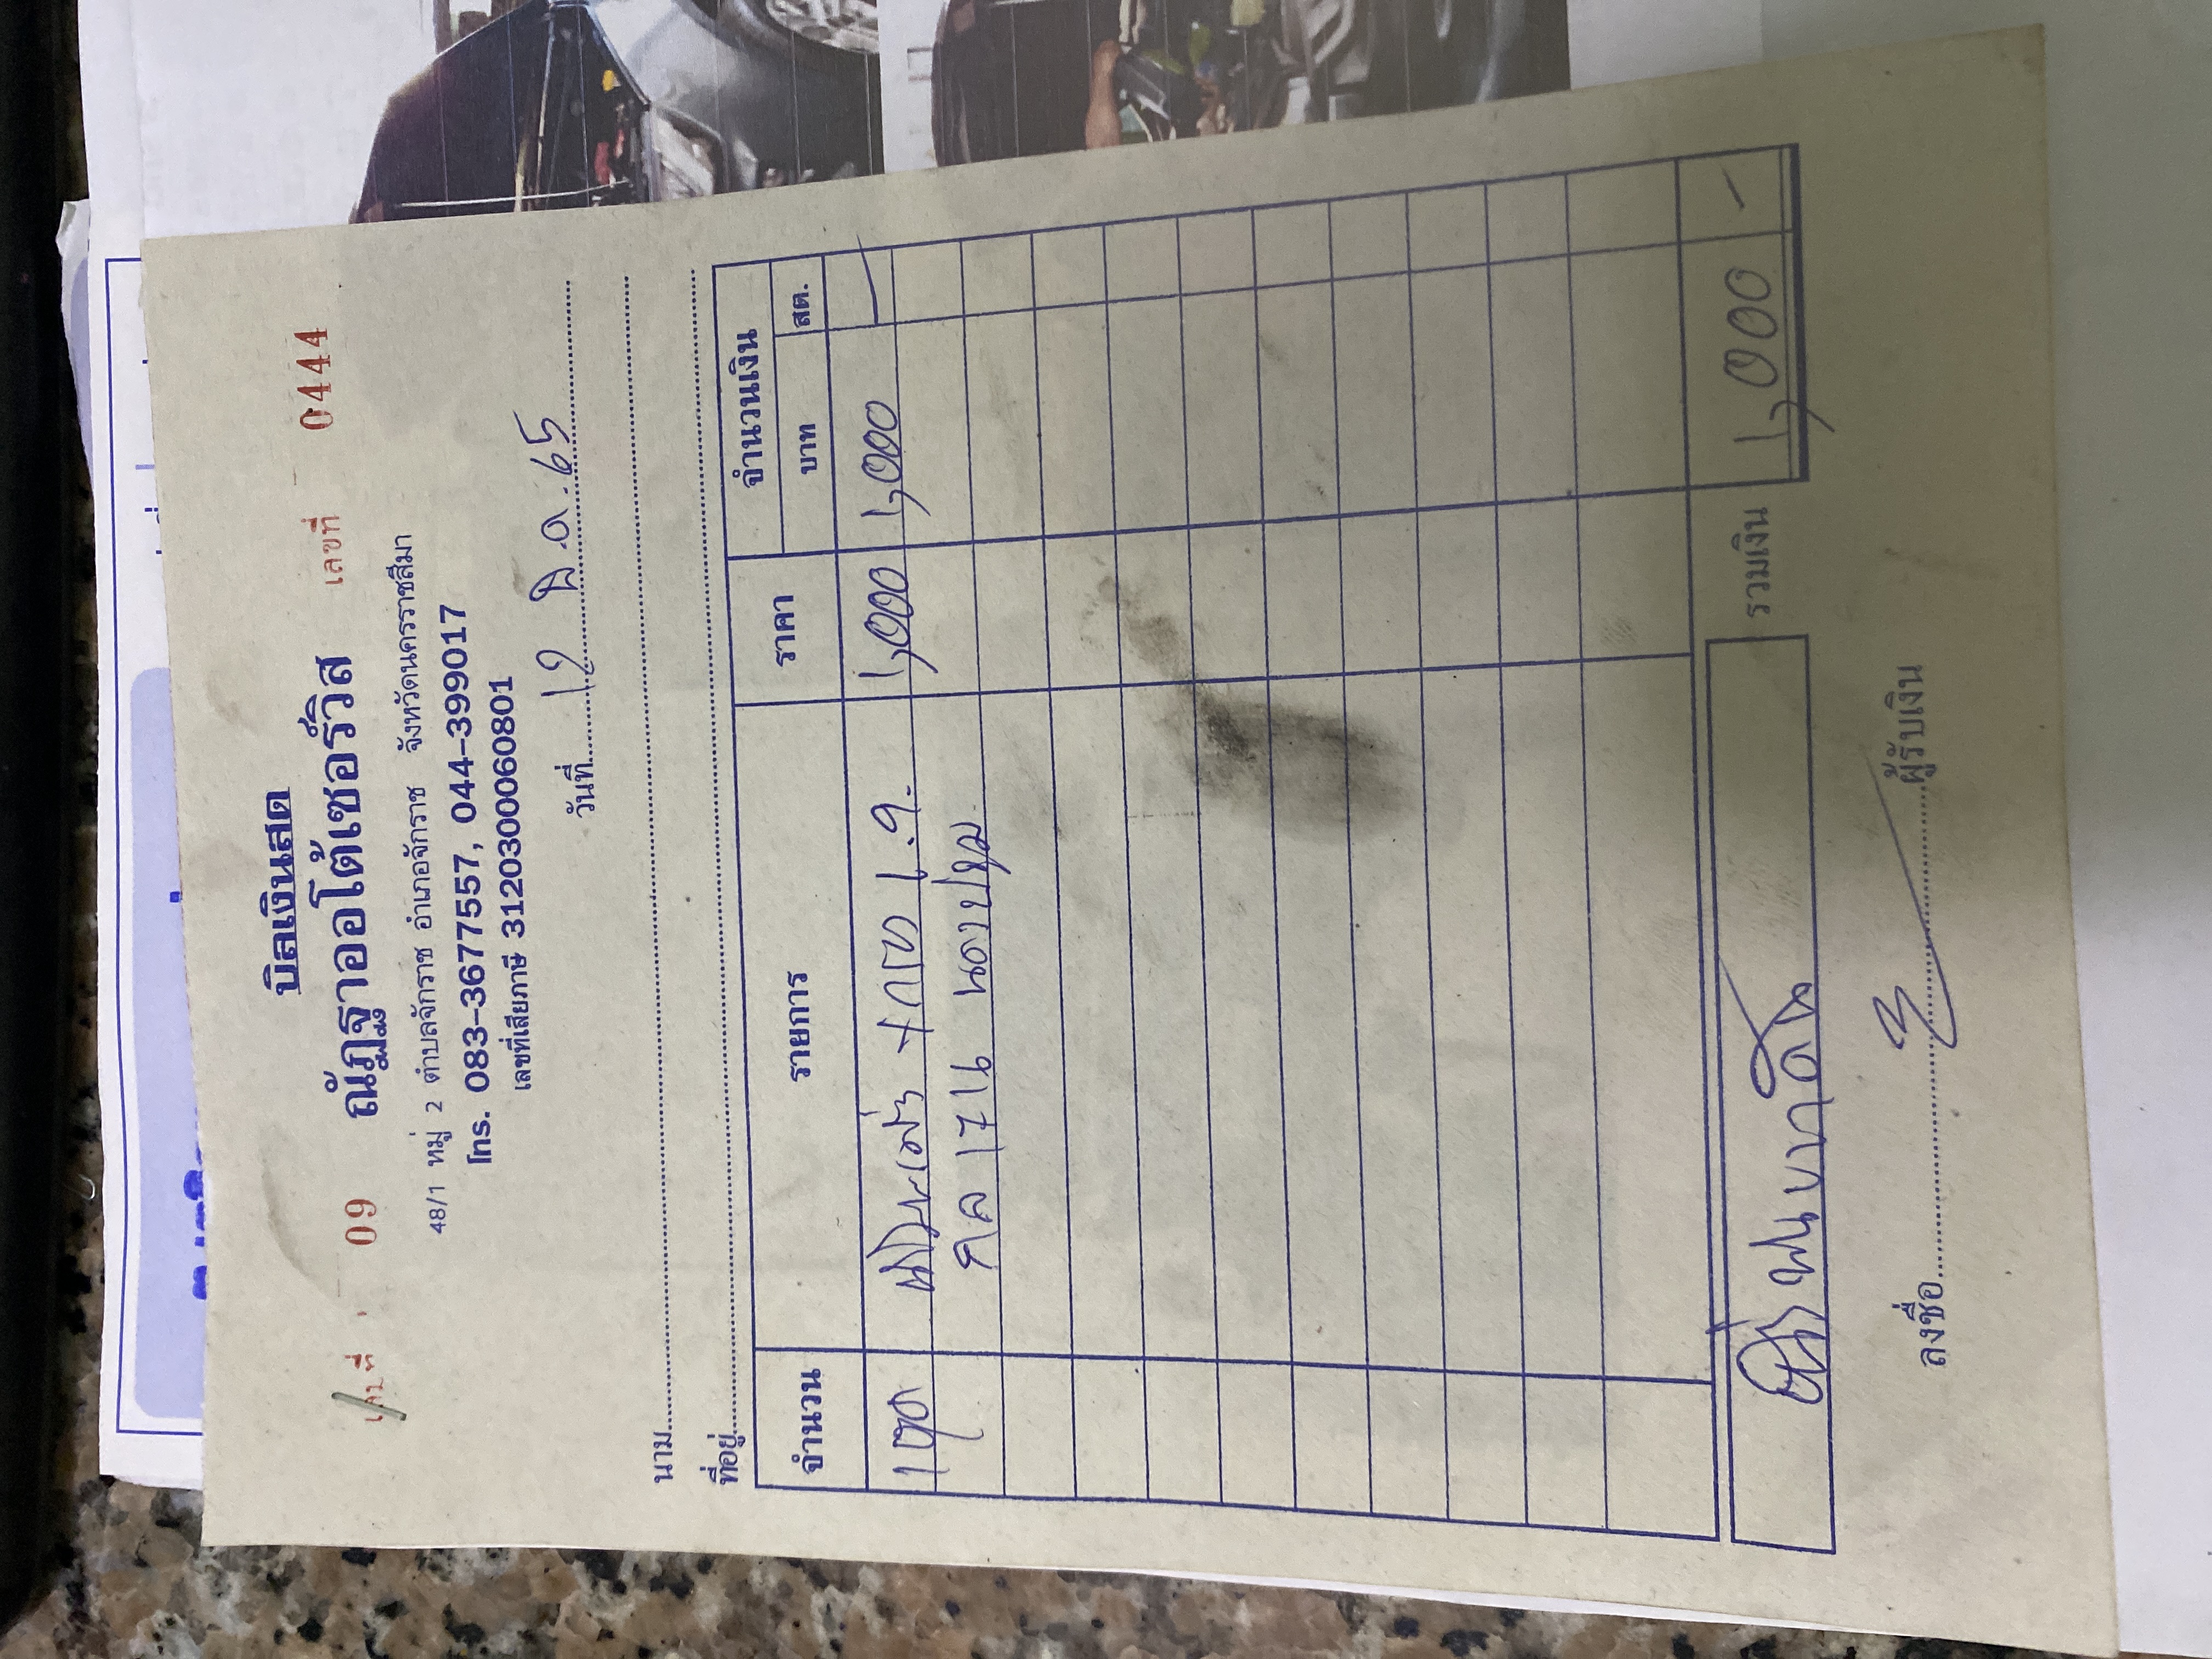 บิลเงินสด
เล่มที่ 09 ณัฏฐาออโต้เซอร์วิส เลขที่ 0444
48/1 หมู่ 2 ตำบลจักราช อำเภอจักราช จังหวัดนครราชสีมา
โทร. 083-3677557, 044-399017
เลขที่เสียภาษี 3120300060801
วันที่ 12 มิ.ย. 65
นาม
ที่อยู่
จำนวน รายการ ราคา จำนวนเงิน
บาท สต.
1 ชุด 1,000 1,000 -
รวมเงิน 1,000 -
ลงชื่อ ผู้รับเงิน